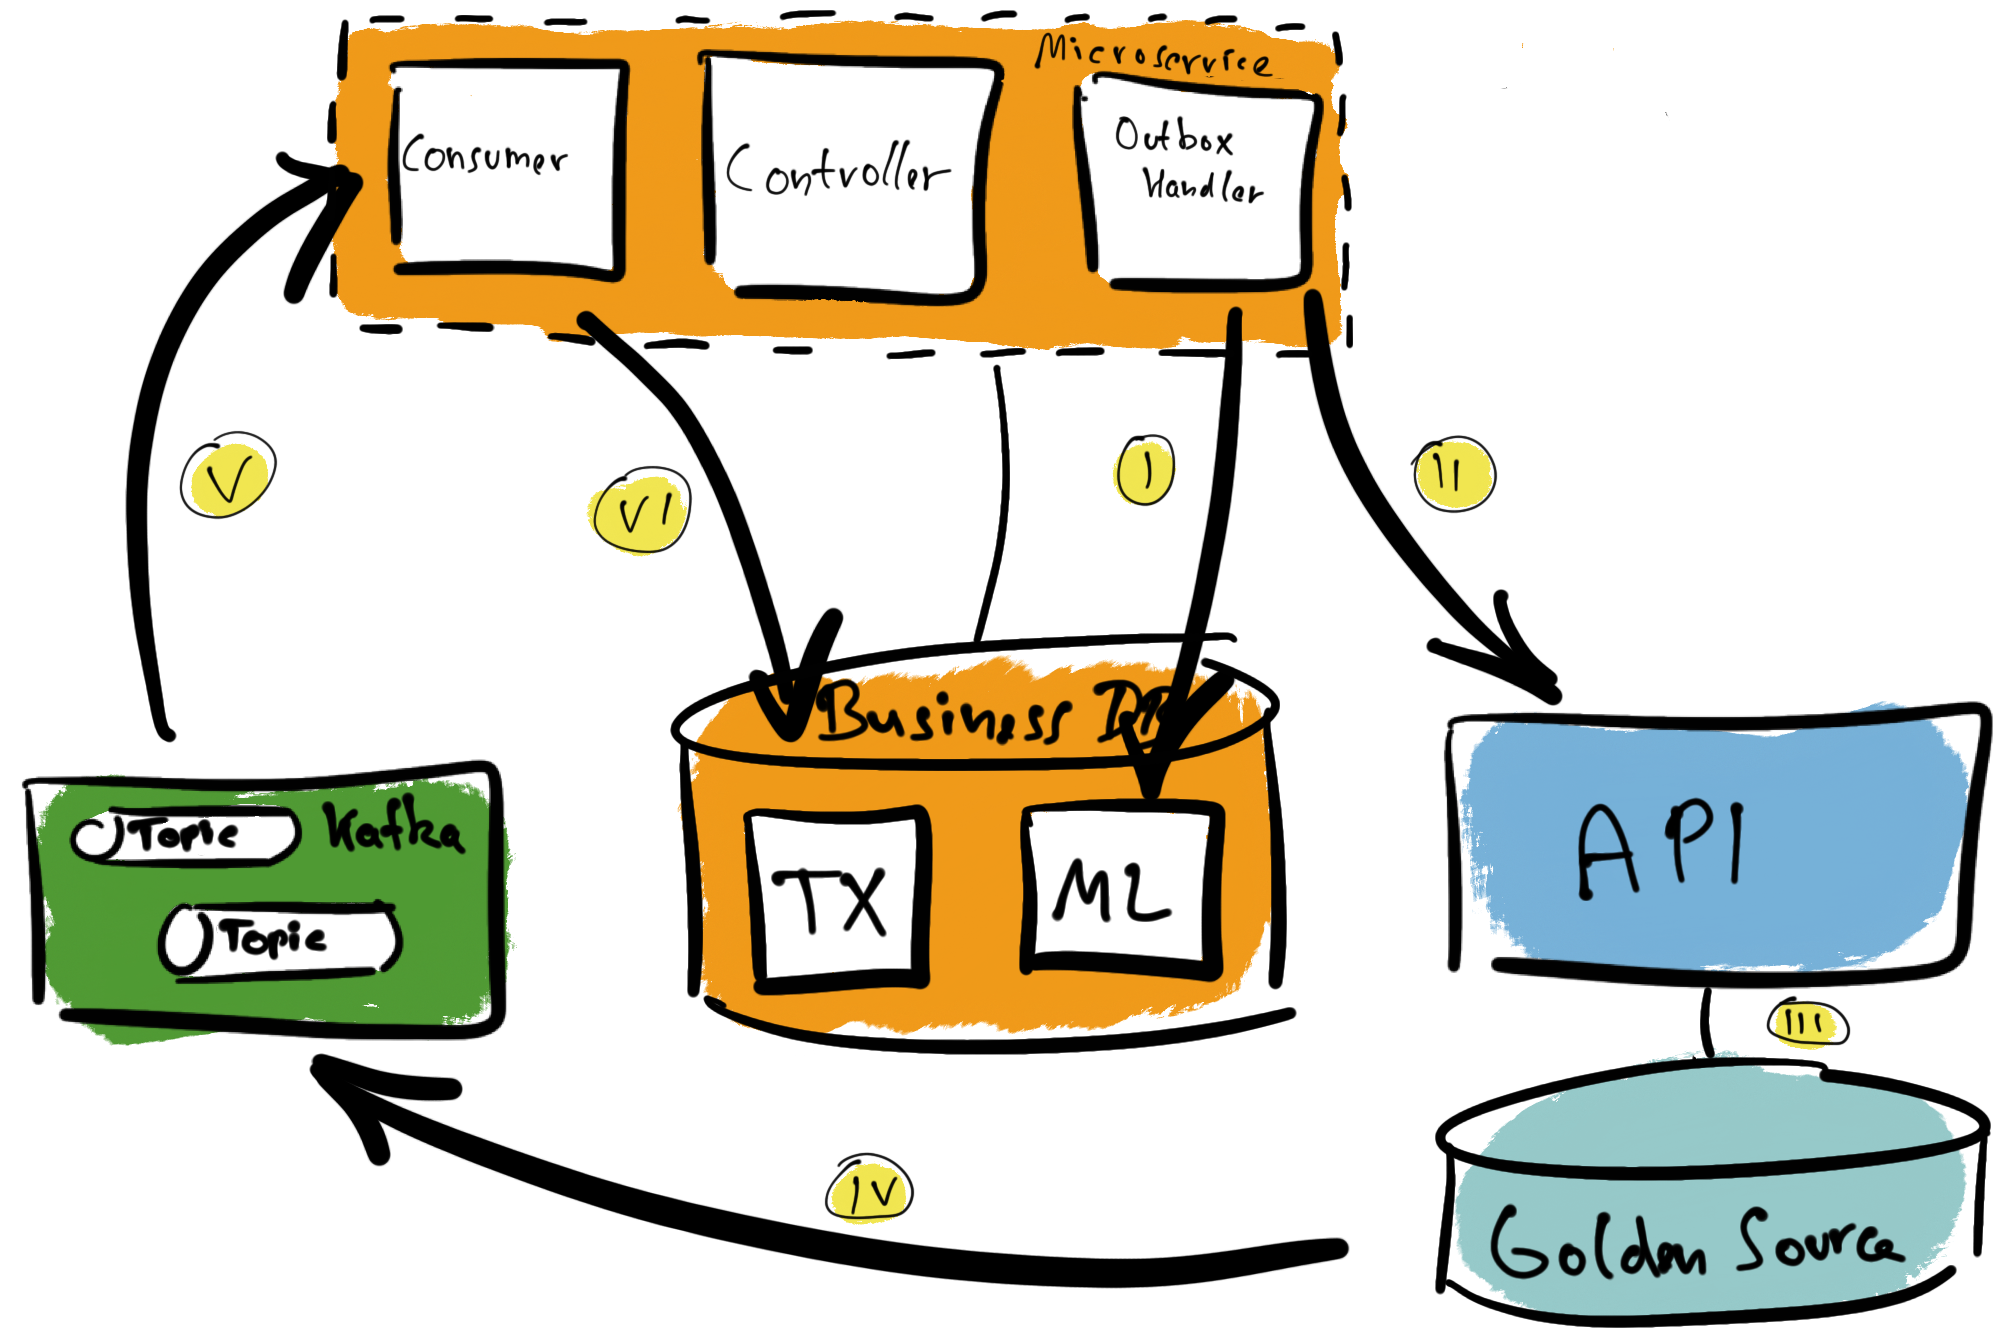 Microservice
Consumer
Controller
Outbox
Handler
V
VI
I
II
Business DB
Topic
Kafka
Topic
TX
ML
API
III
IV
Golden Source